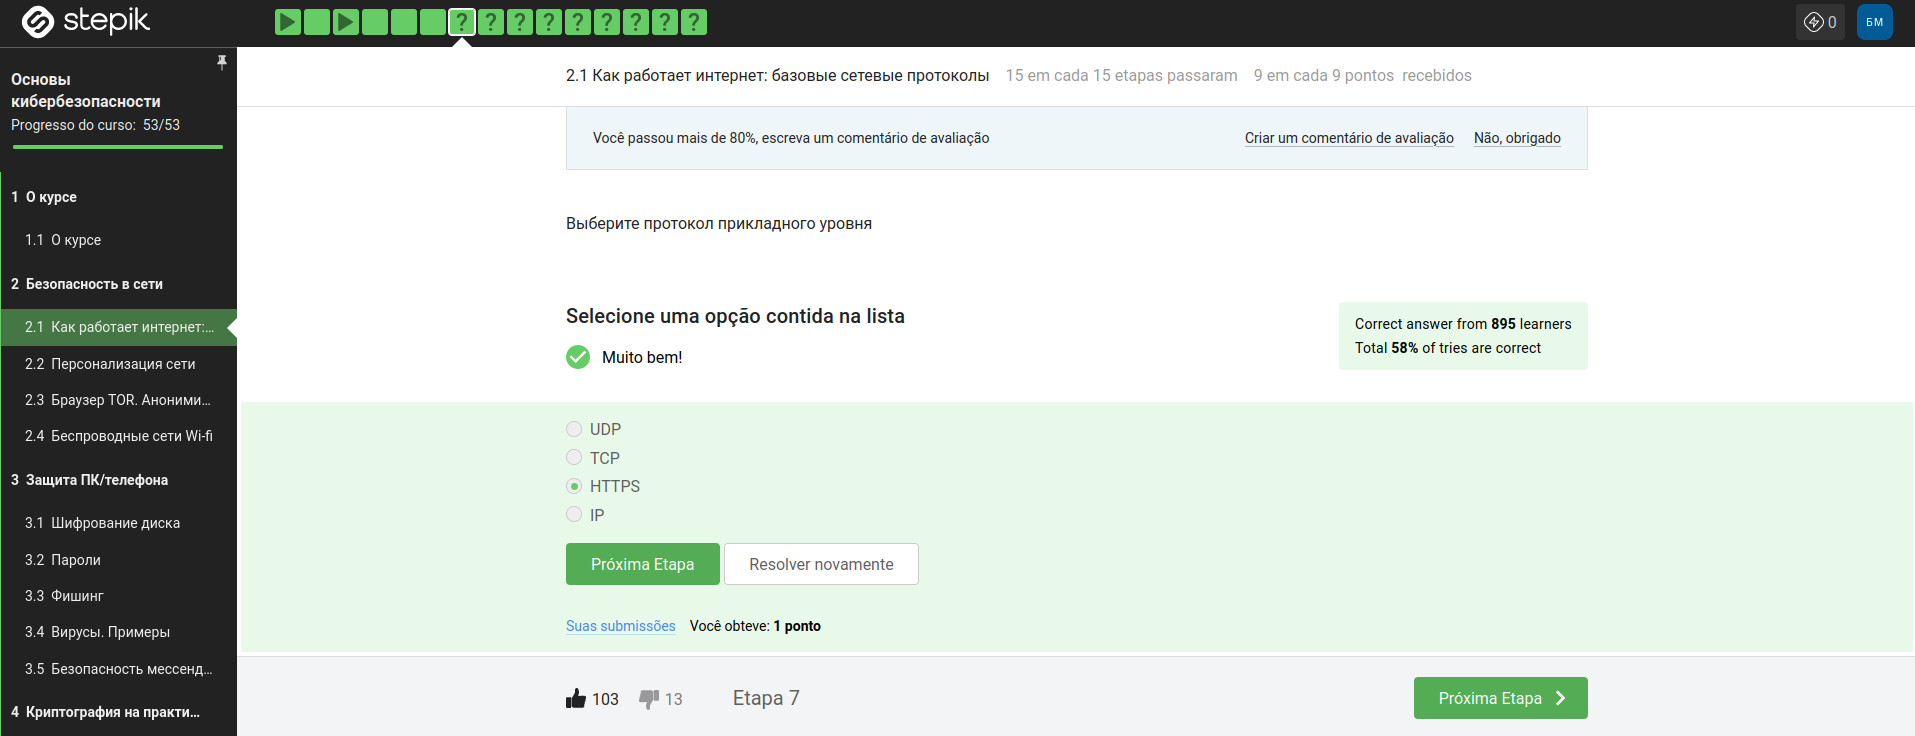 stepik
? ? ? ? ? ? ? ? ?
0
БМ
Основы
кибербезопасности
Progresso do curso: 53/53
1 О курсе
1.1 О курсе
2 Безопасность в сети
2.1 Как работает интернет:...
2.2 Персонализация сети
2.3 Браузер TOR. Аноними...
2.4 Беспроводные сети Wi-fi
3 Защита ПК/телефона
3.1 Шифрование диска
3.2 Пароли
3.3 Фишинг
3.4 Вирусы. Примеры
3.5 Безопасность мессенд...
4 Криптография на практи...
2.1 Как работает интернет: базовые сетевые протоколы 15 em cada 15 etapas passaram 9 em cada 9 pontos recebidos
Você passou mais de 80%, escreva um comentário de avaliação Criar um comentário de avaliação Não, obrigado
Выберите протокол прикладного уровня
Selecione uma opção contida na lista
Muito bem!
Correct answer from 895 learners
Total 58% of tries are correct
UDP
TCP
HTTPS
IP
Próxima Etapa Resolver novamente
Suas submissões Você obteve: 1 ponto
103 13 Etapa 7 Próxima Etapa